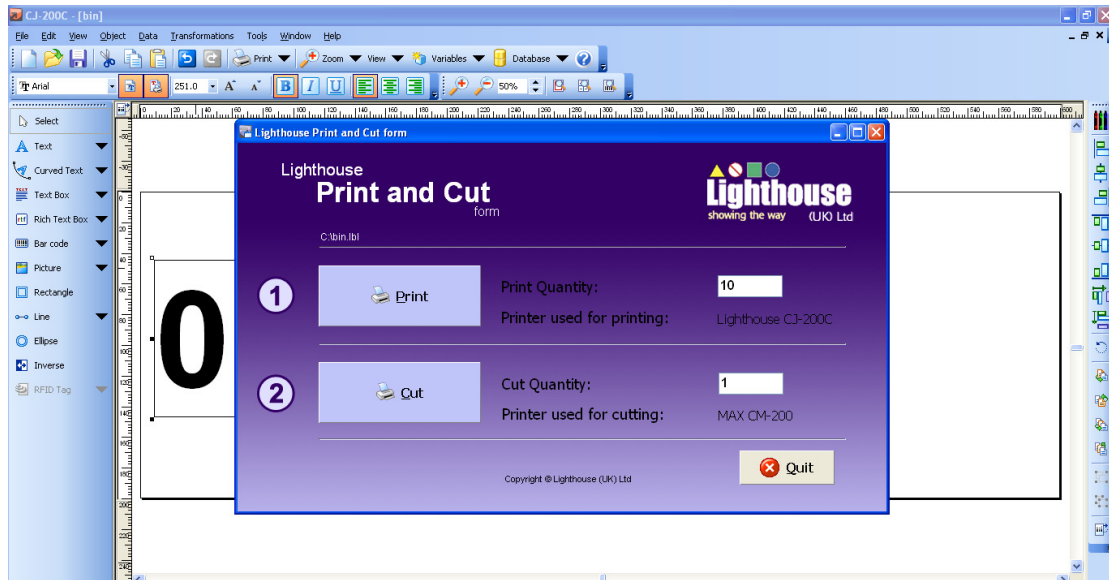 CJ-200C - [bin]
File Edit View Object Data Transformations Tools Window Help
Print Zoom View Variables Database
Arial 251.0 A A B I U 50%
Select
Text
Curved Text
Text Box
Rich Text Box
Bar code
Picture
Rectangle
Line
Ellipse
Inverse
RFID Tag
0
Lighthouse Print and Cut form
Lighthouse
Print and Cut
form
Lighthouse
showing the way (UK) Ltd
C:\bin.lbl
1
Print
Print Quantity: 10
Printer used for printing: Lighthouse CJ-200C
2
Cut
Cut Quantity: 1
Printer used for cutting: MAX CM-200
Quit
Copyright © Lighthouse (UK) Ltd